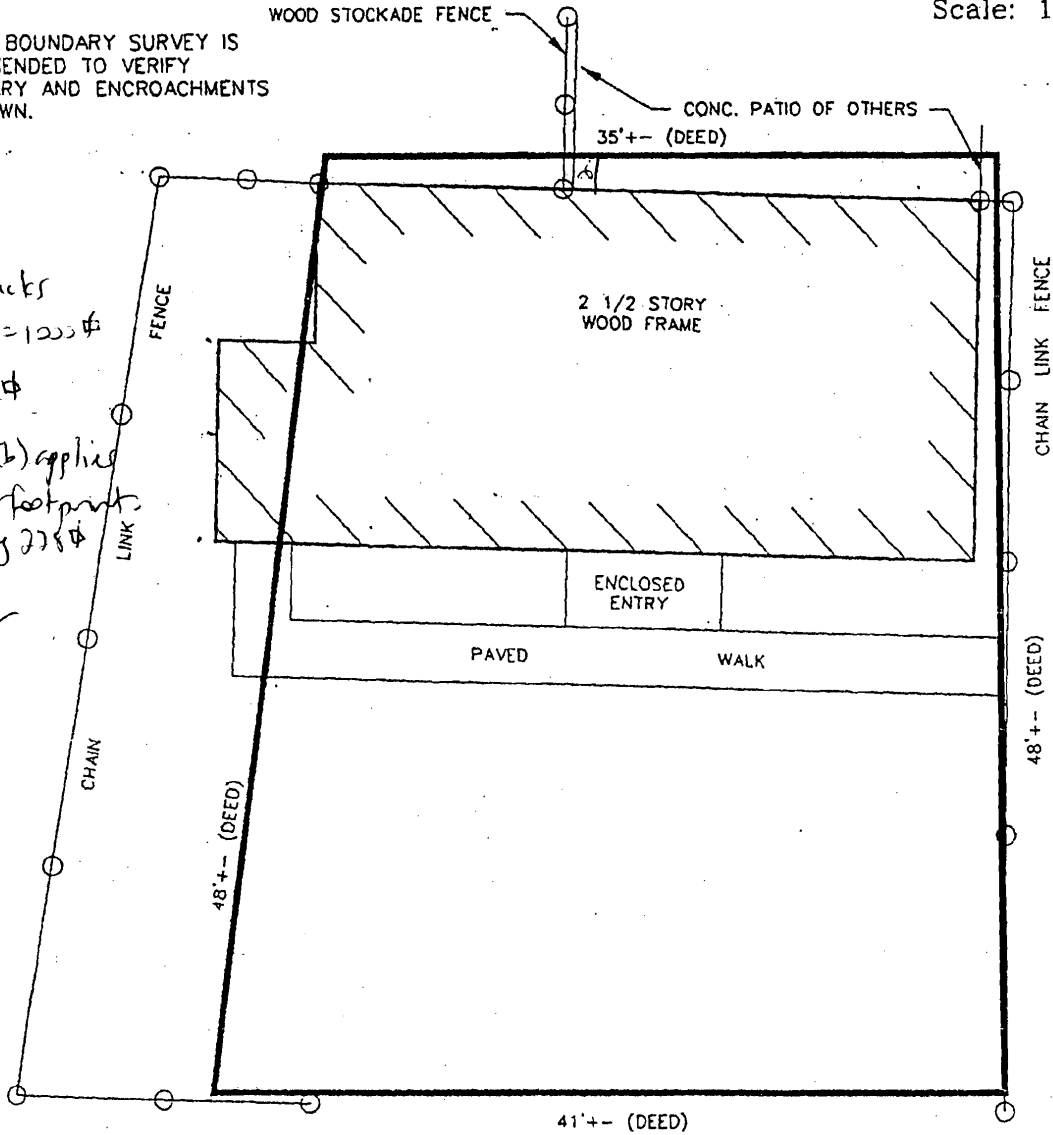 WOOD STOCKADE FENCE
Scale: 1
BOUNDARY SURVEY IS
ENDED TO VERIFY
RY AND ENCROACHMENTS
WN.
CONC. PATIO OF OTHERS
35'+- (DEED)
2 1/2 STORY
WOOD FRAME
FENCE
LINK
CHAIN
CHAIN LINK FENCE
(b) applies
footprint
ENCLOSED
ENTRY
PAVED WALK
48'+- (DEED)
48'+- (DEED)
41'+- (DEED)